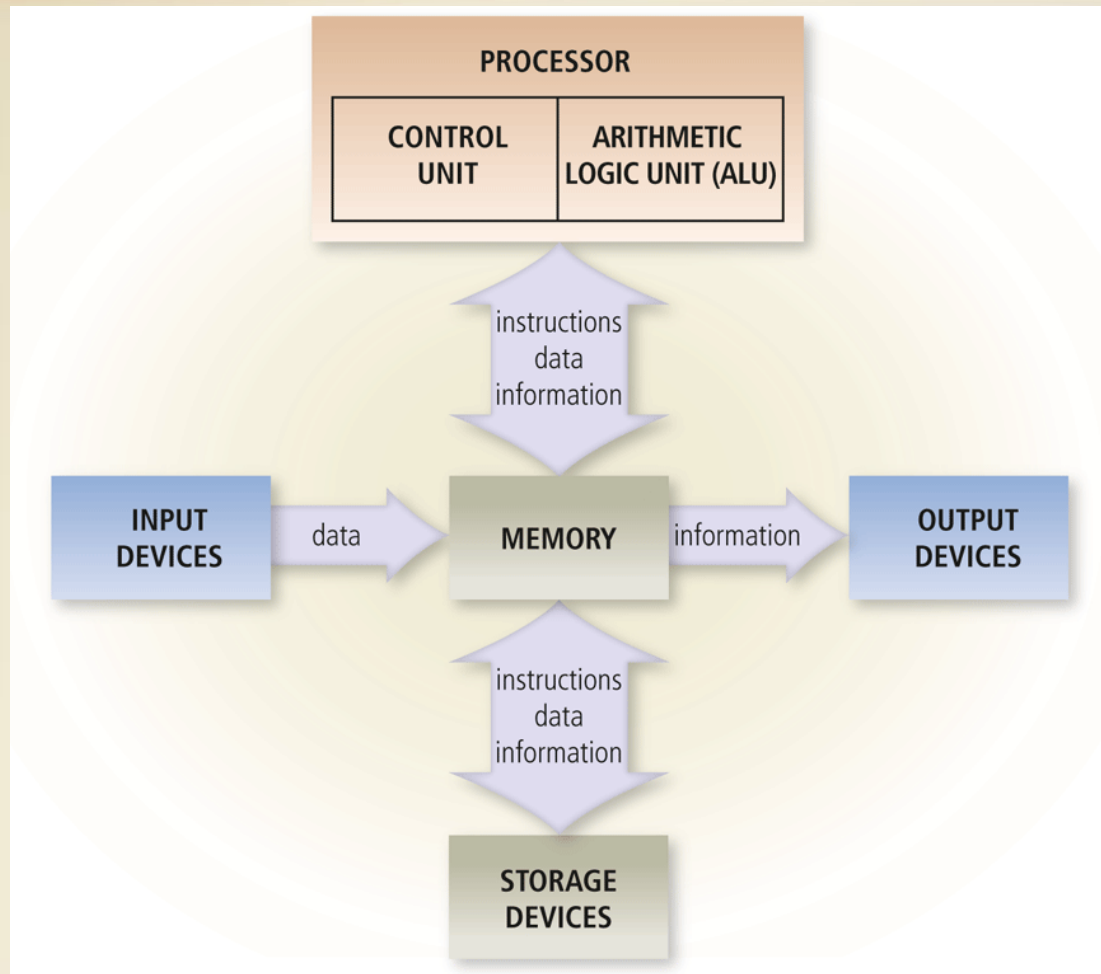 PROCESSOR
CONTROL
UNIT
ARITHMETIC
LOGIC UNIT (ALU)
instructions
data
information
INPUT
DEVICES
data
MEMORY
information
OUTPUT
DEVICES
instructions
data
information
STORAGE
DEVICES